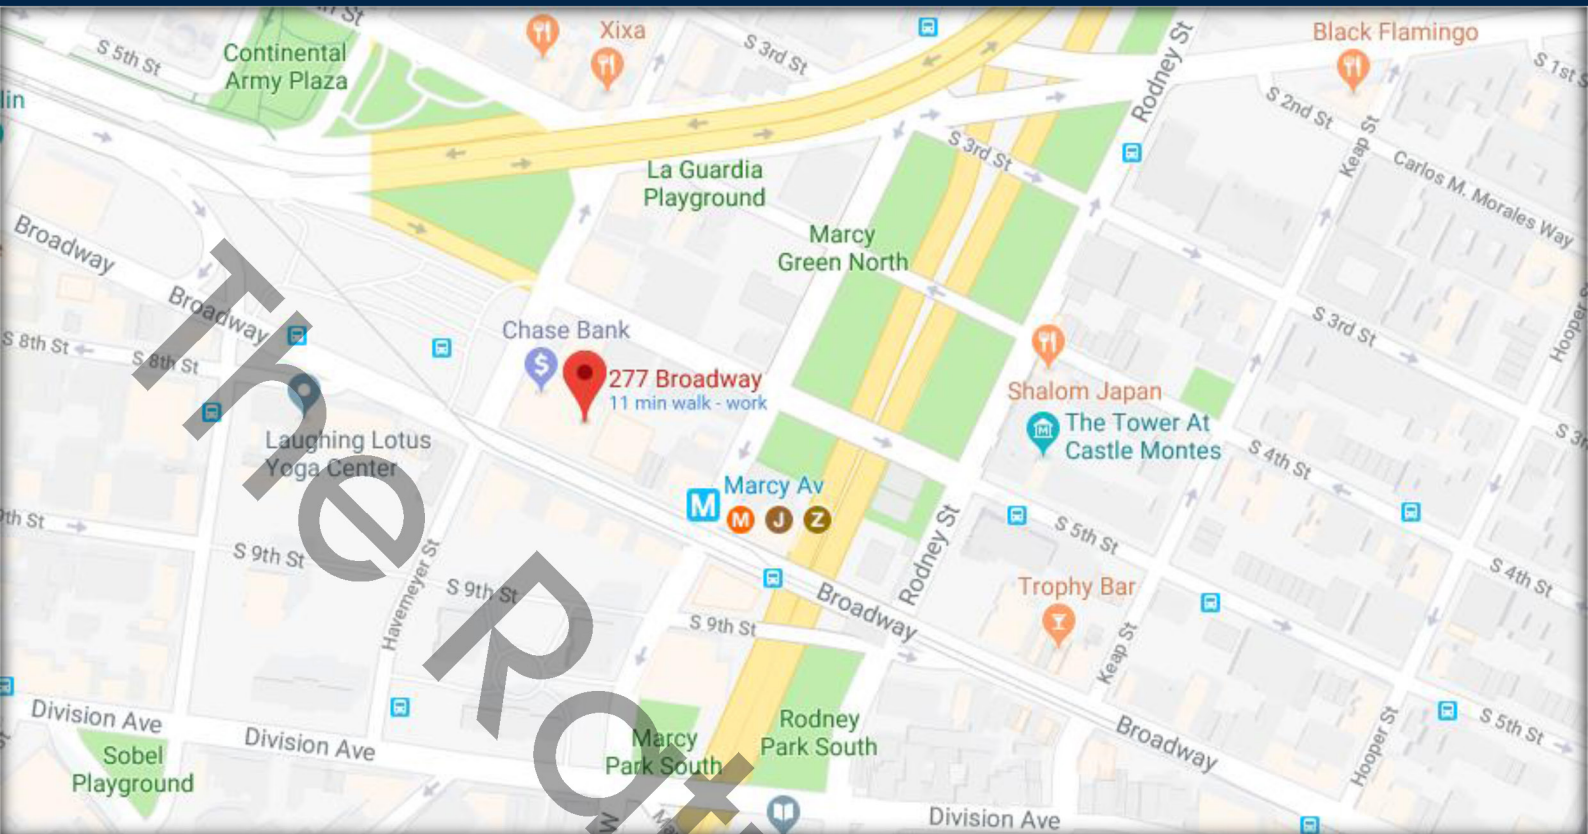 S 5th St
Continental
Army Plaza
Xixa
S 3rd St
Rodney St
Black Flamingo
S 1st S
lin
S 2nd St
Keap St
Carlos M. Morales Way
S 3rd St
La Guardia
Playground
Marcy
Green North
Broadway
Broadway
S 8th St
S 8th St
Chase Bank
277 Broadway
11 min walk - work
S 3rd St
Shalom Japan
The Tower At
Castle Montes
Laughing Lotus
Yoga Center
Marcy Av
M
M
J
Z
S 4th St
S 5th St
Rodney St
S 9th St
Havemeyer St
S 9th St
S 9th St
Broadway
Trophy Bar
Keap St
S 4th St
Division Ave
Division Ave
Sobel
Playground
Marcy
Park South
Rodney
Park South
Broadway
Hooper St
S 5th St
Division Ave
The